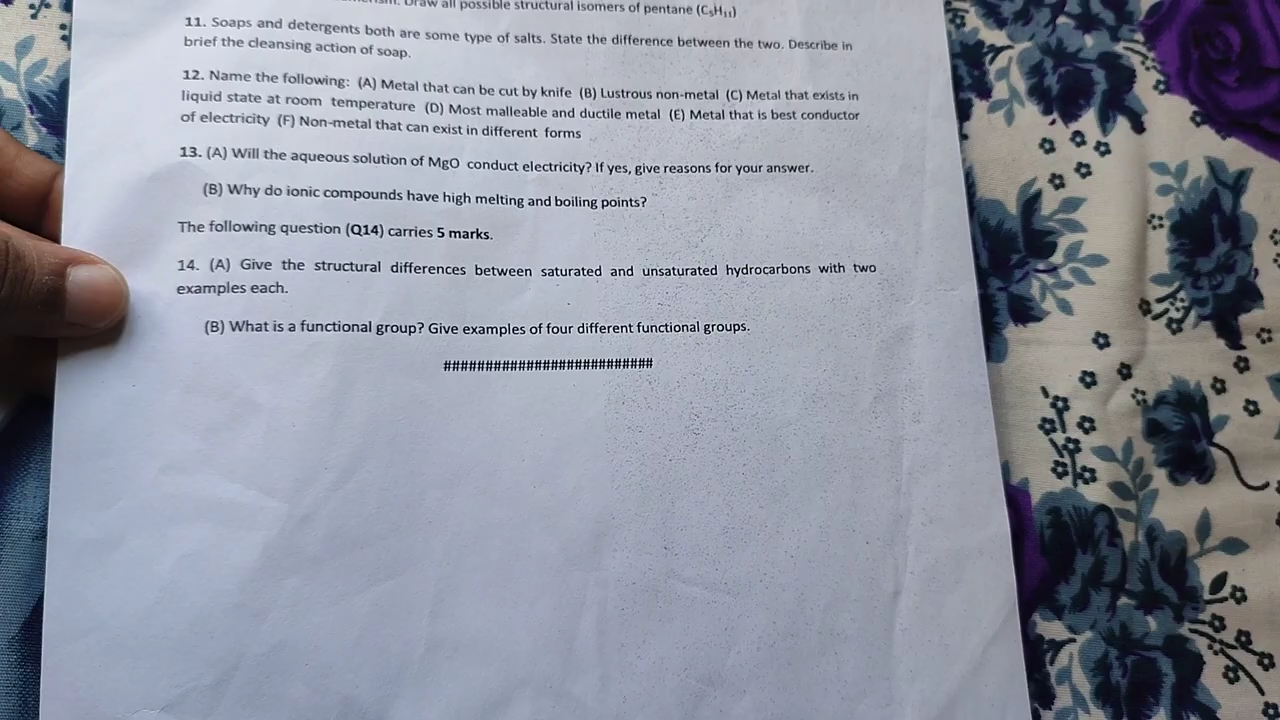 Draw all possible structural isomers of pentane (C5H11)
11. Soaps and detergents both are some type of salts. State the difference between the two. Describe in
brief the cleansing action of soap.
12. Name the following: (A) Metal that can be cut by knife (B) Lustrous non-metal (C) Metal that exists in
liquid state at room temperature (D) Most malleable and ductile metal (E) Metal that is best conductor
of electricity (F) Non-metal that can exist in different forms
13. (A) Will the aqueous solution of MgO conduct electricity? If yes, give reasons for your answer.
(B) Why do ionic compounds have high melting and boiling points?
The following question (Q14) carries 5 marks.
14. (A) Give the structural differences between saturated and unsaturated hydrocarbons with two
examples each.
(B) What is a functional group? Give examples of four different functional groups.
##########################